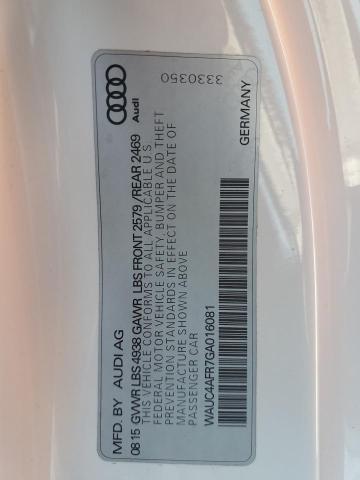 Audi
3330350
MFD. BY AUDI AG
08 15 GVWR LBS 4938 GAWR LBS FRONT 2579 / REAR 2469
THIS VEHICLE CONFORMS TO ALL APPLICABLE U.S
FEDERAL MOTOR VEHICLE SAFETY, BUMPER AND THEFT
PREVENTION STANDARDS IN EFFECT ON THE DATE OF
MANUFACTURE SHOWN ABOVE
PASSENGER CAR
WAUC4AFR7GA016081
GERMANY